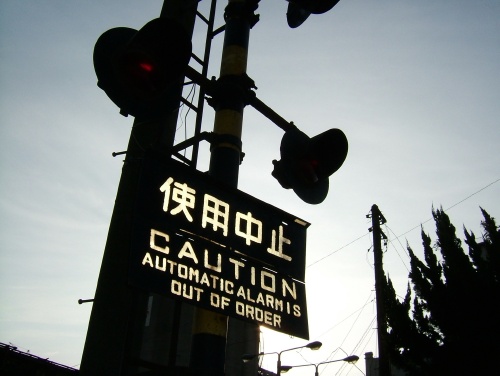 使用中止
CAUTION
AUTOMATIC ALARM IS
OUT OF ORDER